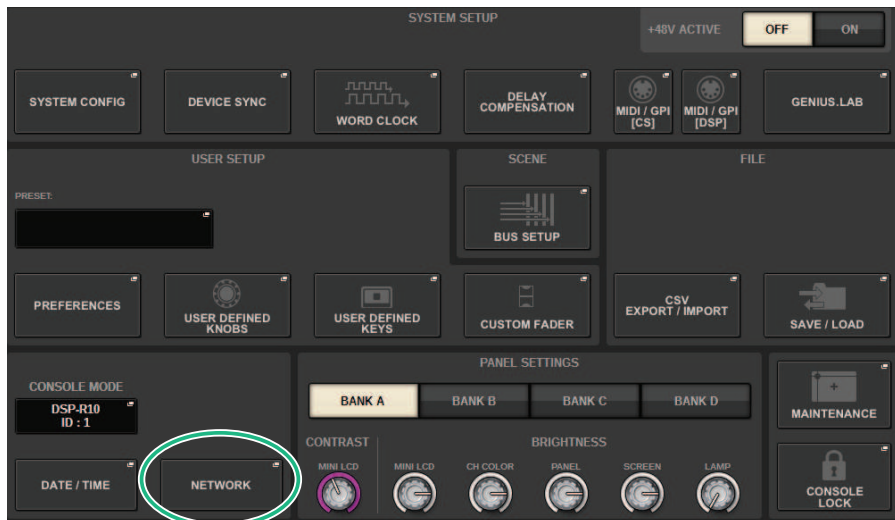 SYSTEM SETUP
+48V ACTIVE
OFF
ON
SYSTEM CONFIG
DEVICE SYNC
WORD CLOCK
DELAY
COMPENSATION
MIDI / GPI
[CS]
MIDI / GPI
[DSP]
GENIUS.LAB
USER SETUP
SCENE
FILE
PRESET:
BUS SETUP
PREFERENCES
USER DEFINED
KNOBS
USER DEFINED
KEYS
CUSTOM FADER
CSV
EXPORT / IMPORT
SAVE / LOAD
PANEL SETTINGS
CONSOLE MODE
DSP-R10
ID : 1
BANK A
BANK B
BANK C
BANK D
MAINTENANCE
CONTRAST
BRIGHTNESS
MINI LCD
MINI LCD
CH COLOR
PANEL
SCREEN
LAMP
DATE / TIME
NETWORK
CONSOLE
LOCK